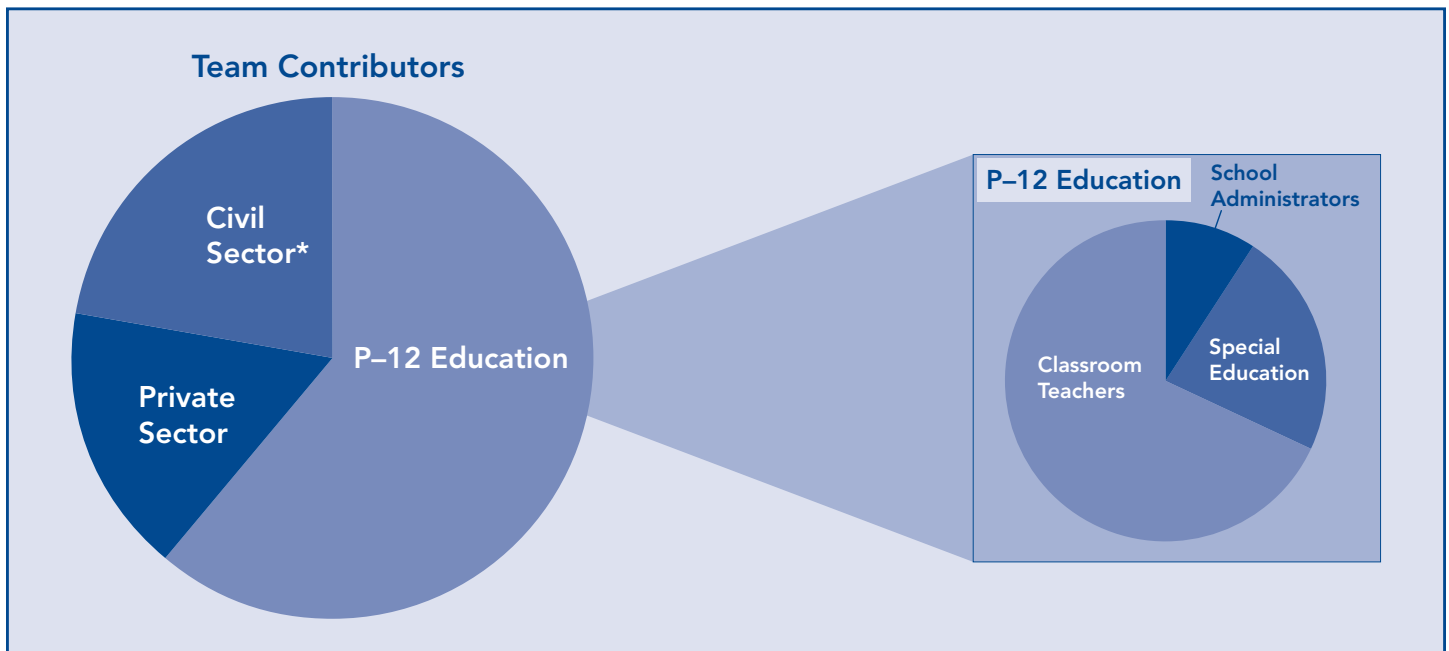 Team Contributors
Civil
Sector*
P–12 Education
Private
Sector
P–12 Education
School
Administrators
Classroom
Teachers
Special
Education